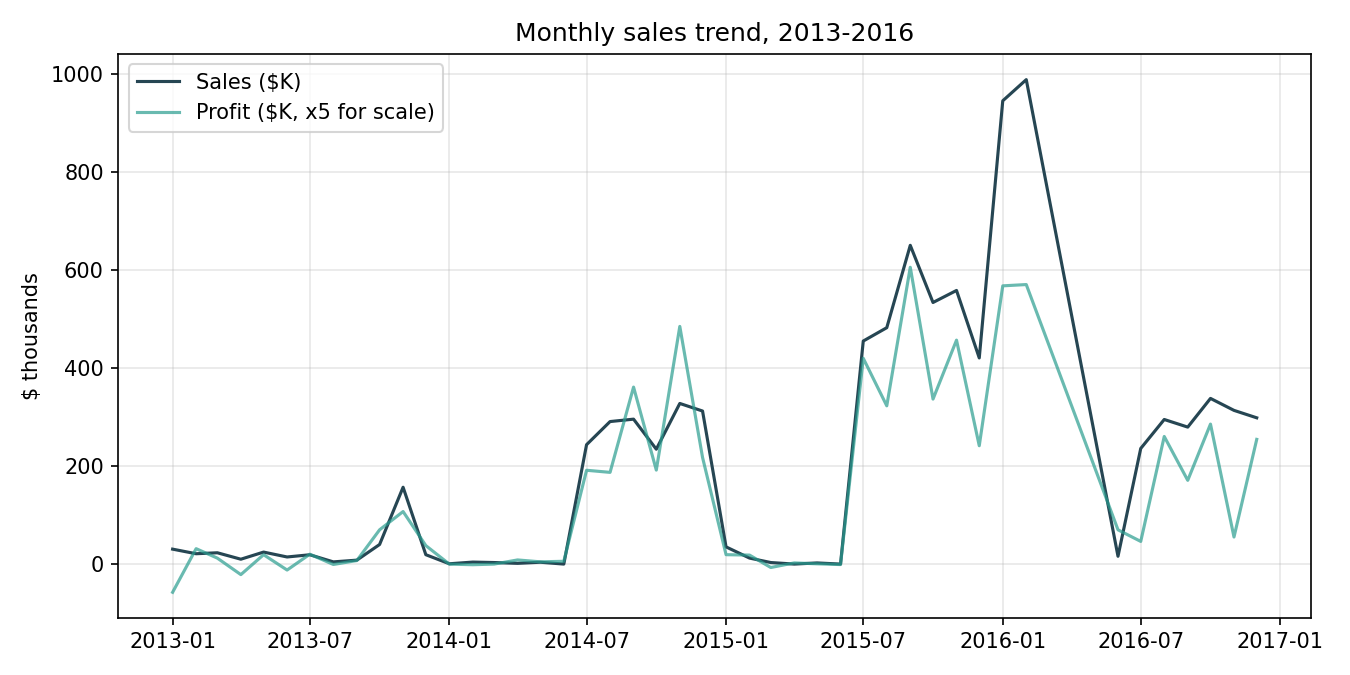 Monthly sales trend, 2013-2016
Sales ($K)
Profit ($K, x5 for scale)
$ thousands
1000
800
600
400
200
0
2013-01 2013-07 2014-01 2014-07 2015-01 2015-07 2016-01 2016-07 2017-01